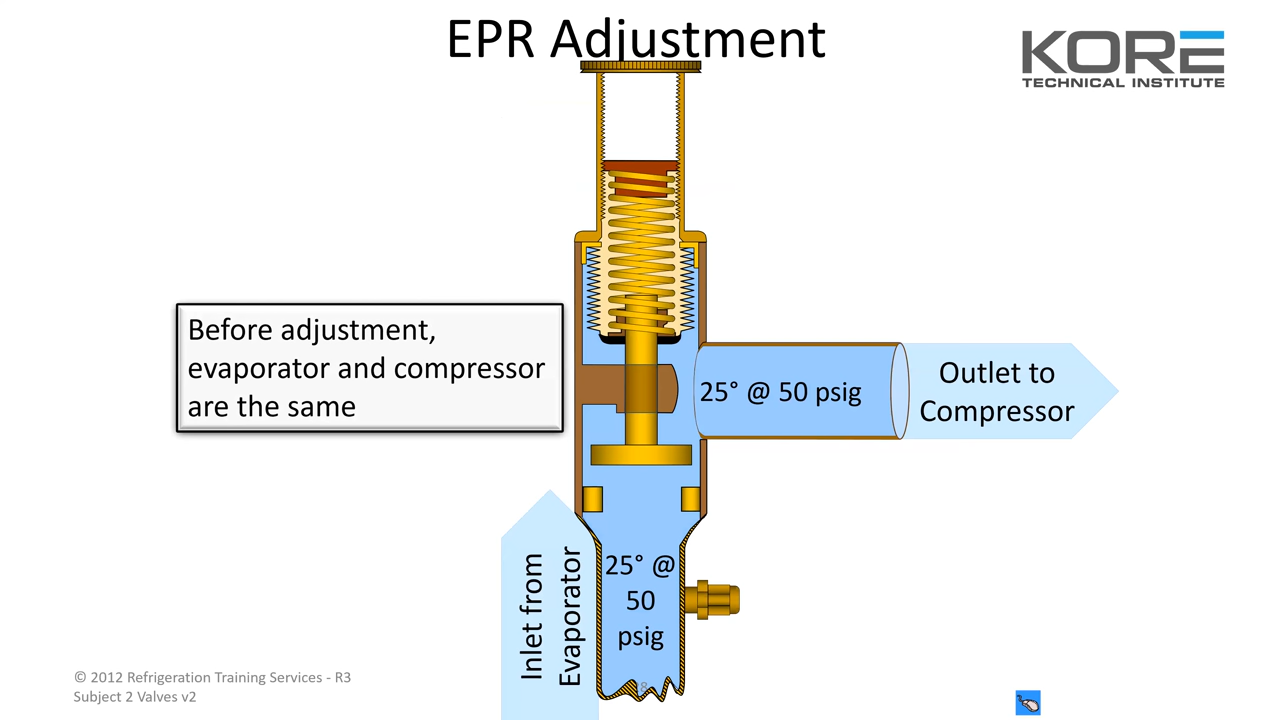 EPR Adjustment
KORE
TECHNICAL INSTITUTE
Before adjustment,
evaporator and compressor
are the same
25° @ 50 psig
Outlet to
Compressor
Inlet from
Evaporator
25° @
50
psig
8
© 2012 Refrigeration Training Services - R3
Subject 2 Valves v2